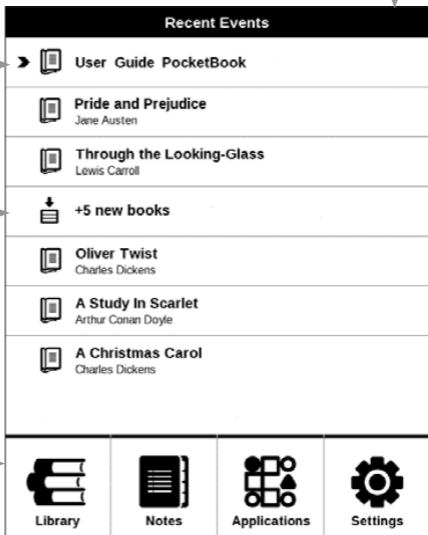 Recent Events
User Guide PocketBook
Pride and Prejudice
Jane Austen
Through the Looking-Glass
Lewis Carroll
+5 new books
Oliver Twist
Charles Dickens
A Study In Scarlet
Arthur Conan Doyle
A Christmas Carol
Charles Dickens
Library Notes Applications Settings